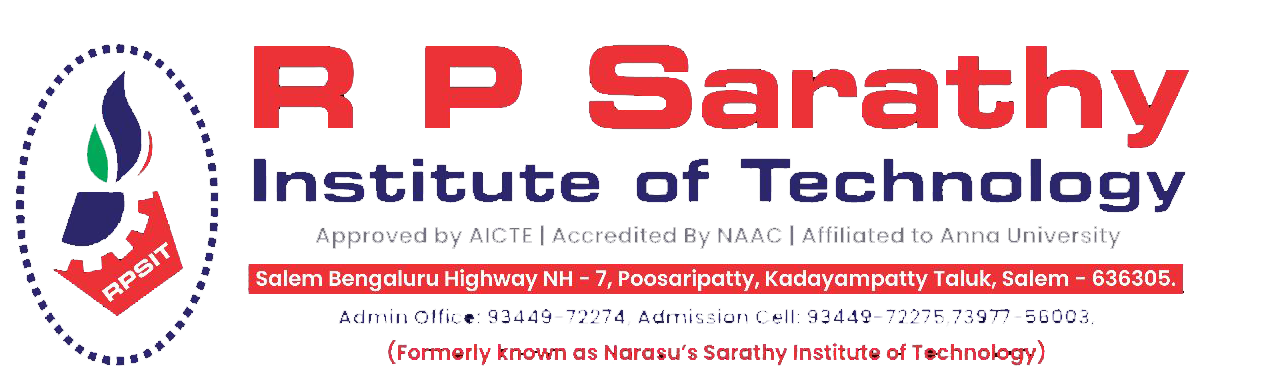 R P Sarathy
Institute of Technology
Approved by AICTE | Accredited By NAAC | Affiliated to Anna University
Salem Bengaluru Highway NH - 7, Poosaripatty, Kadayampatty Taluk, Salem - 636305.
Admin Office: 93449-72274, Admission Cell: 93449-72275,73977-56003,
(Formerly known as Narasu's Sarathy Institute of Technology)
RPSIT